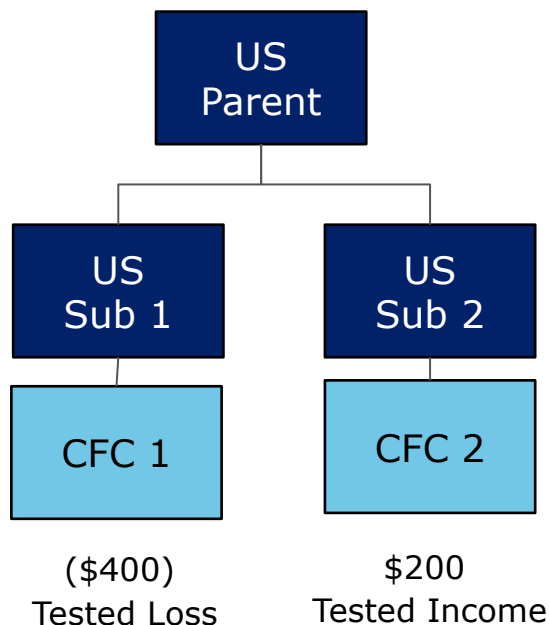 US
Parent
US
Sub 1
US
Sub 2
CFC 1
CFC 2
($400)
Tested Loss
$200
Tested Income